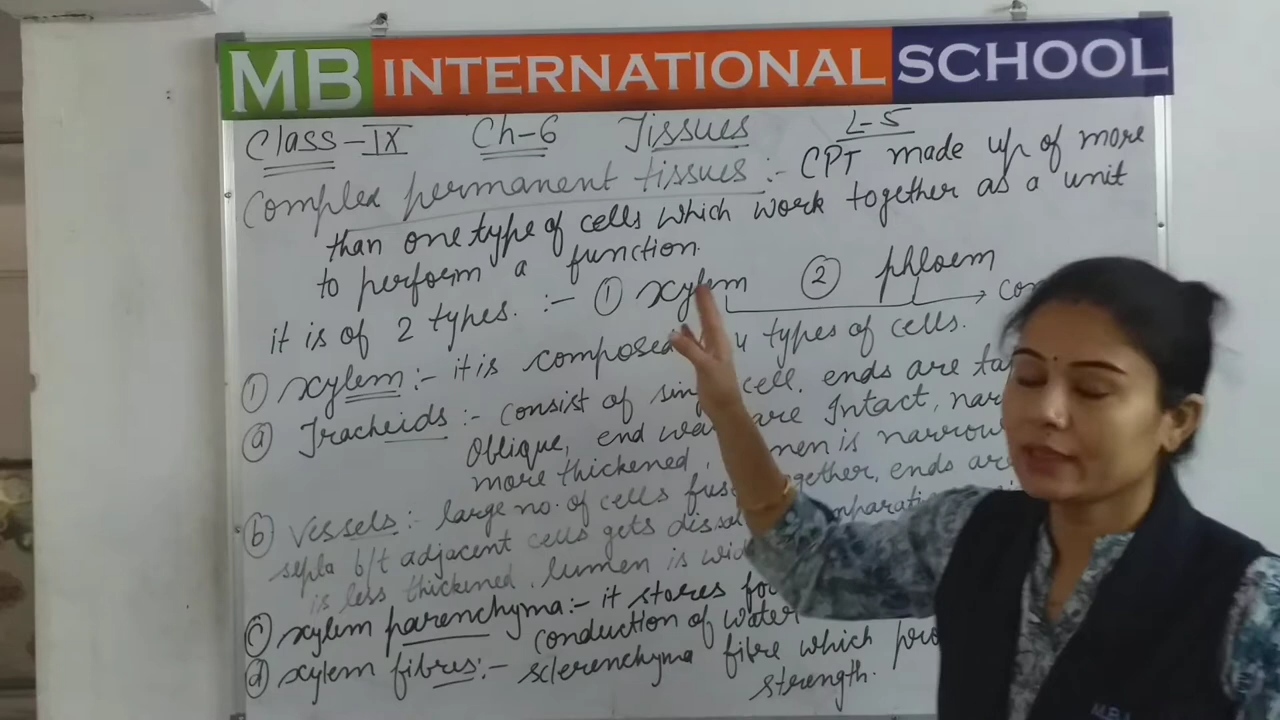 MB INTERNATIONAL SCHOOL
Class-IX Ch-6 Tissues L-5
Complex permanent tissues :- CPT made up of more
than one type of cells which work together as a unit
to perform a function.
it is of 2 types. :- ① xylem ② phloem
① xylem :- it is composed 4 types of cells.
ⓐ Tracheids :- consist of cell. ends are
Oblique, end are Intact,
more thickened, is narrow
ⓑ Vessels :- large no. of cells together, ends are
septa b/t adjacent cells gets
is less thickened. lumen is
ⓒ xylem parenchyma :- it stores
conduction of water
ⓓ xylem fibres :- sclerenchyma fibre which
strength.